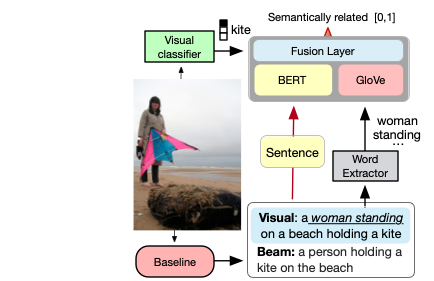 Semantically related [0,1]
Visual
classifier
kite
Fusion Layer
BERT
GloVe
woman
standing
...
Sentence
Word
Extractor
Visual: a woman standing
on a beach holding a kite
Beam: a person holding a
kite on the beach
Baseline